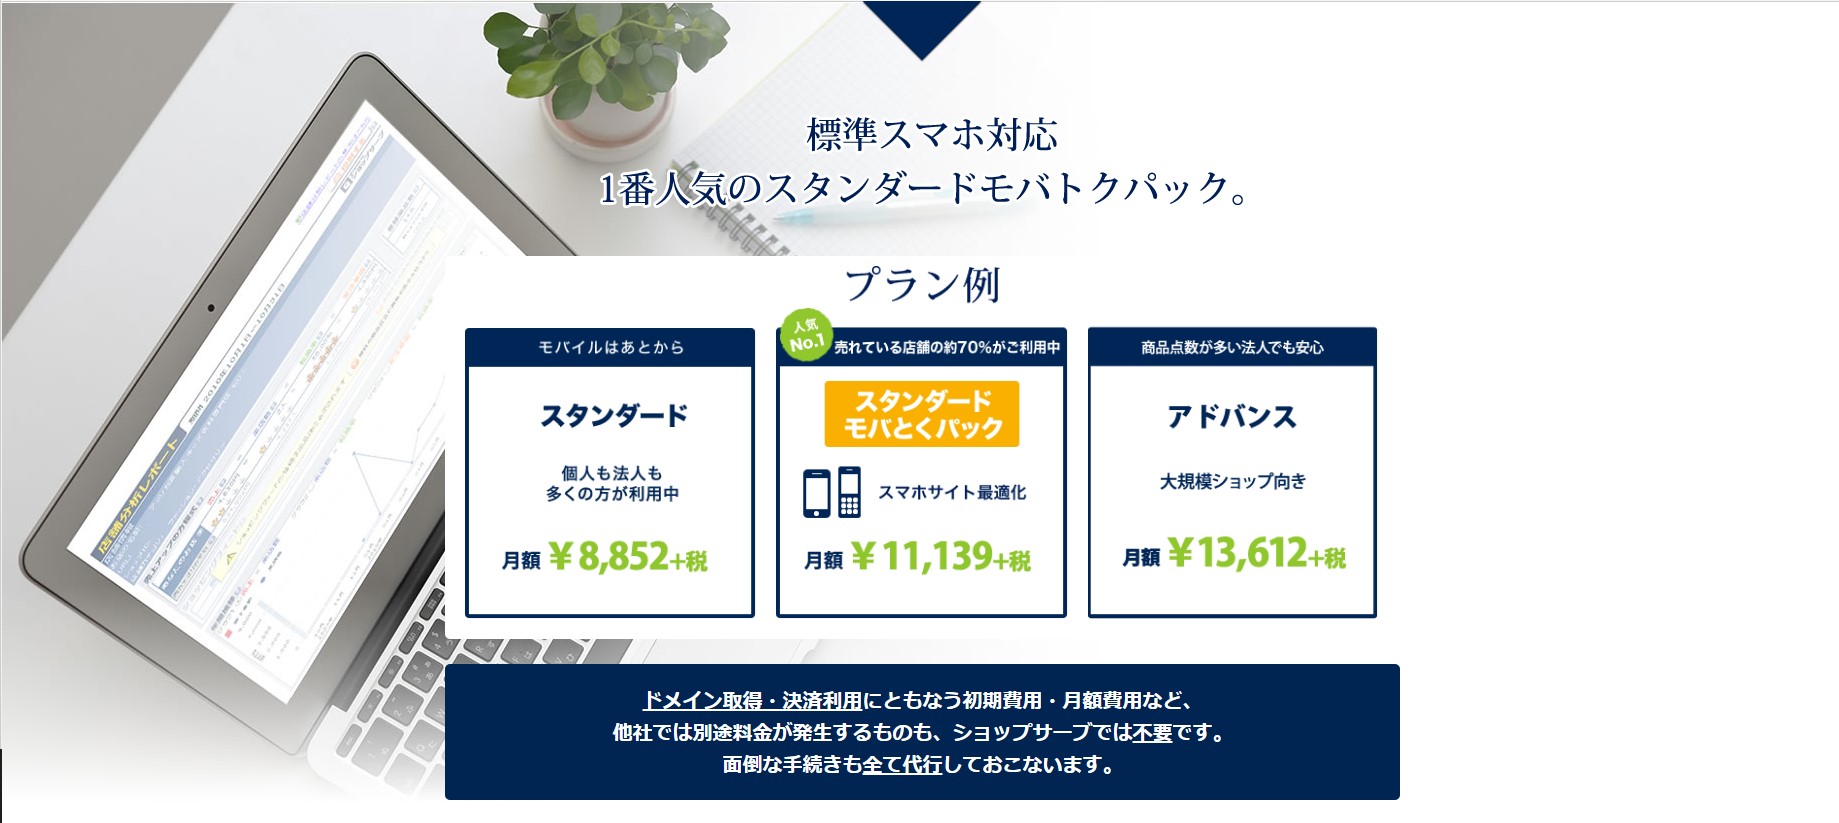 標準スマホ対応
1番人気のスタンダードモバトクパック。
プラン例
モバイルはあとから
スタンダード
個人も法人も
多くの方が利用中
月額 ¥8,852+税
人気
No.1
売れている店舗の約70%がご利用中
スタンダード
モバとくパック
スマホサイト最適化
月額 ¥11,139+税
商品点数が多い法人でも安心
アドバンス
大規模ショップ向き
月額 ¥13,612+税
ドメイン取得・決済利用にともなう初期費用・月額費用など、
他社では別途料金が発生するものも、ショップサーブでは不要です。
面倒な手続きも全て代行しておこないます。
店舗分析レポート